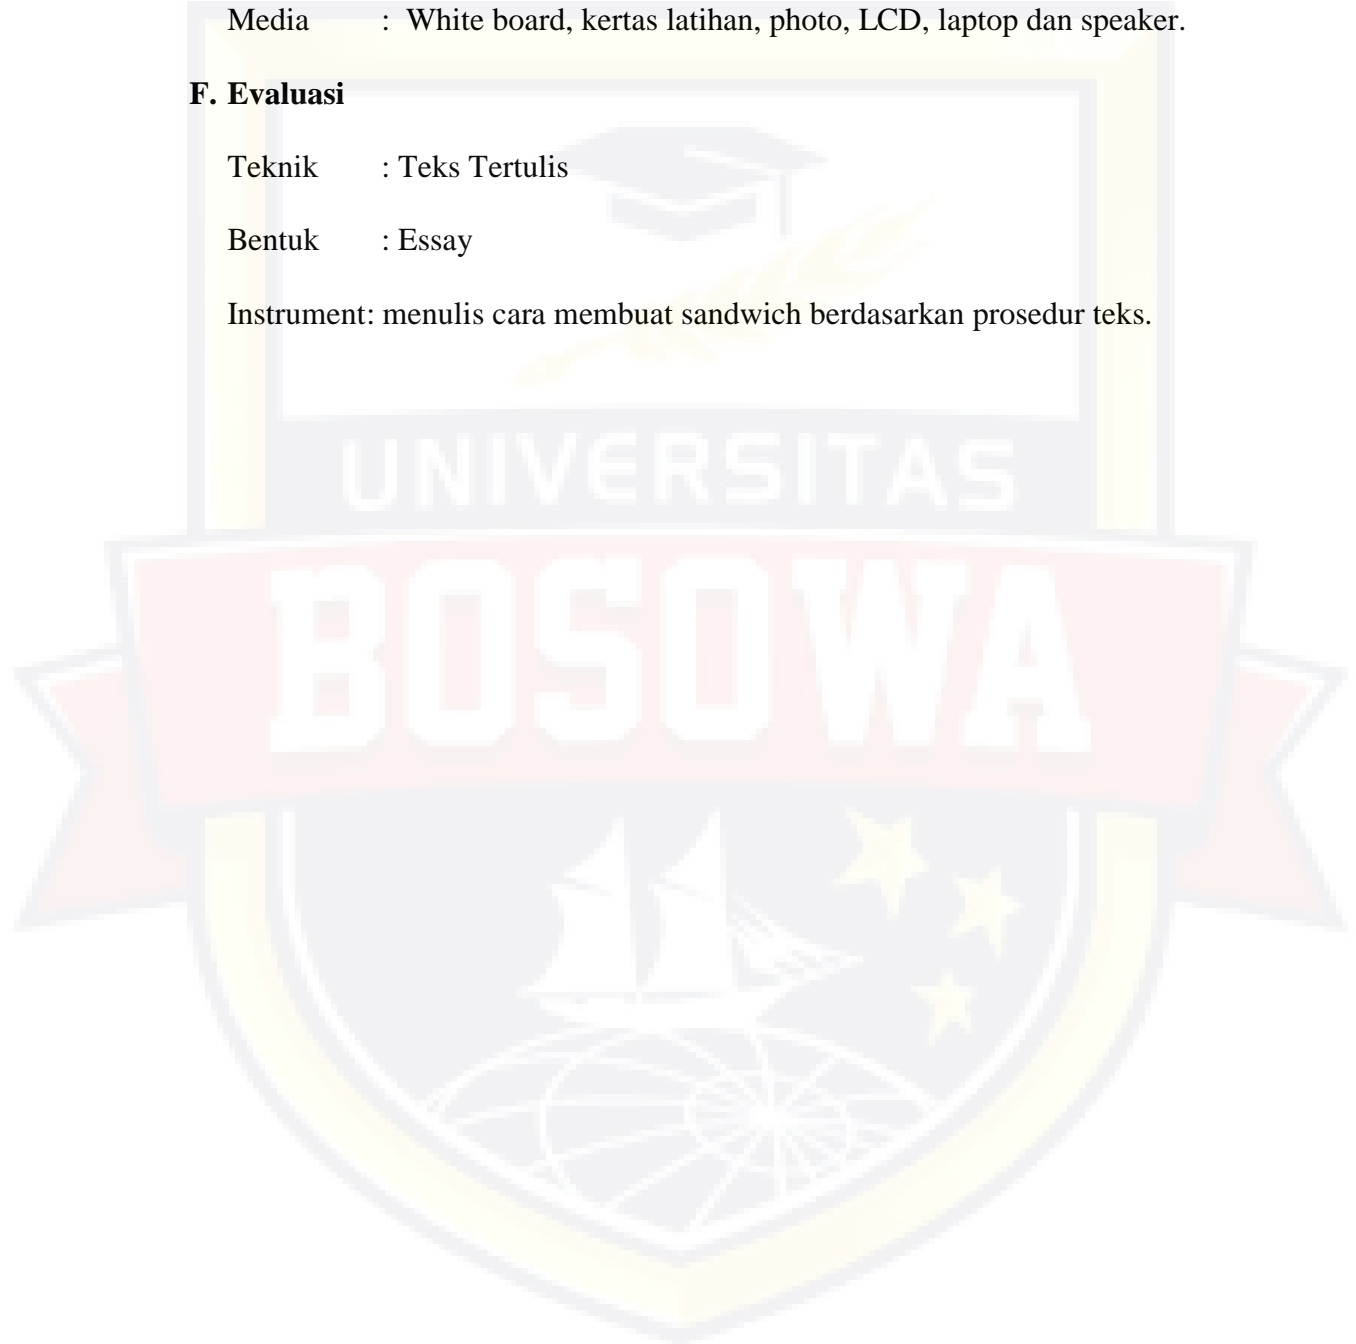 Media : White board, kertas latihan, photo, LCD, laptop dan speaker.
F. Evaluasi
Teknik : Teks Tertulis
Bentuk : Essay
Instrument: menulis cara membuat sandwich berdasarkan prosedur teks.
UNIVERSITAS
BOSOWA